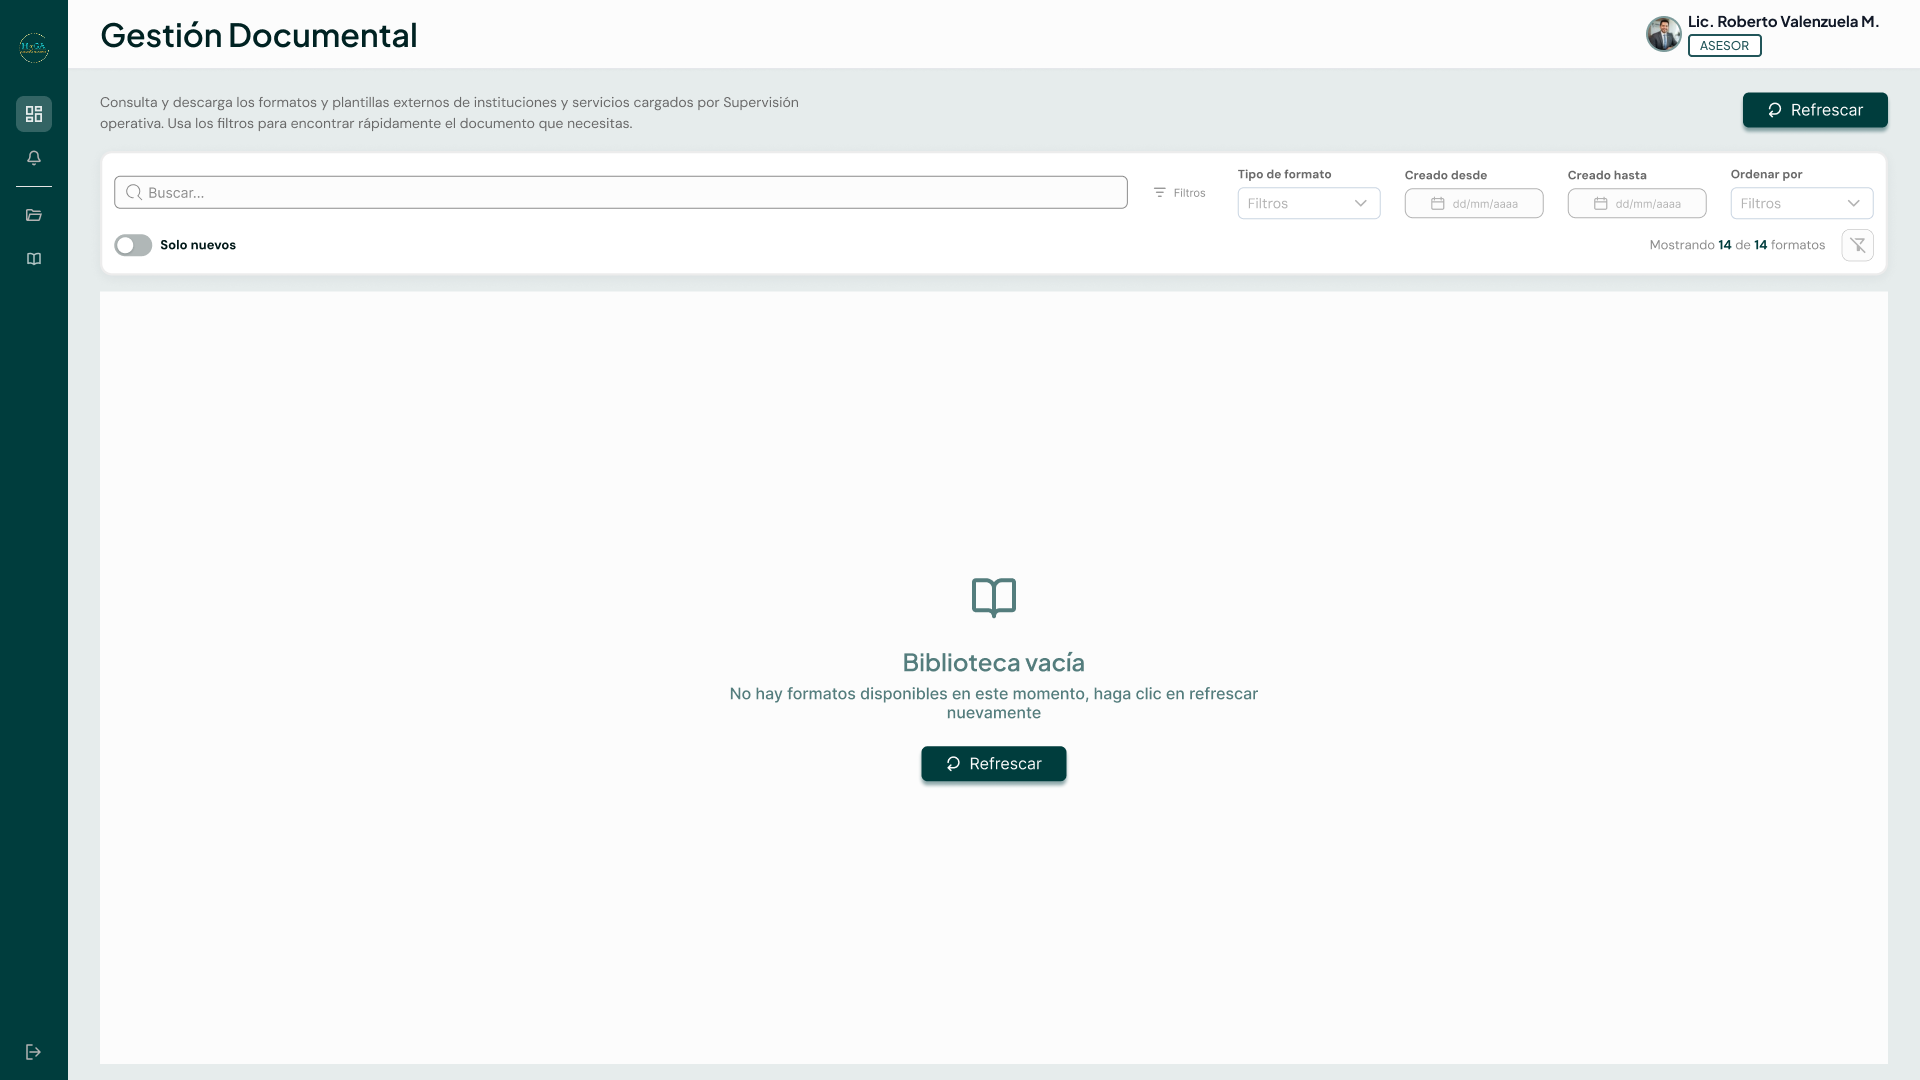 Gestión Documental
Lic. Roberto Valenzuela M.
ASESOR
Consulta y descarga los formatos y plantillas externos de instituciones y servicios cargados por Supervisión
operativa. Usa los filtros para encontrar rápidamente el documento que necesitas.
Refrescar
Buscar...
Filtros
Tipo de formato
Filtros
Creado desde
dd/mm/aaaa
Creado hasta
dd/mm/aaaa
Ordenar por
Filtros
Solo nuevos
Mostrando 14 de 14 formatos
Biblioteca vacía
No hay formatos disponibles en este momento, haga clic en refrescar
nuevamente
Refrescar